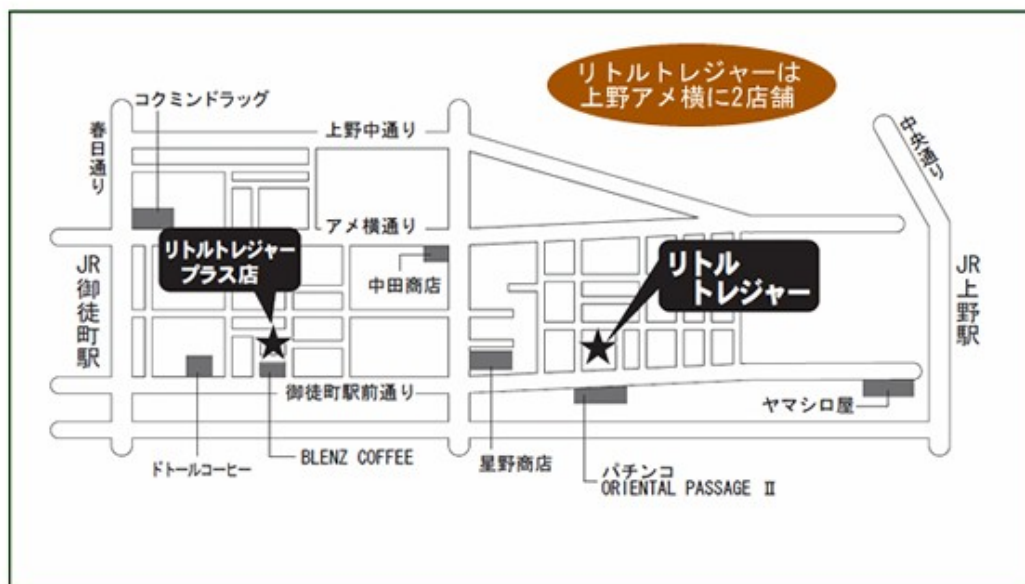 リトルトレジャーは
上野アメ横に2店舗
コクミンドラッグ
春日通り
上野中通り
中央通り
アメ横通り
リトルトレジャー
プラス店
中田商店
リトル
トレジャー
JR御徒町駅
JR上野駅
御徒町駅前通り
ヤマシロ屋
ドトールコーヒー
BLENZ COFFEE
星野商店
パチンコ
ORIENTAL PASSAGE Ⅱ